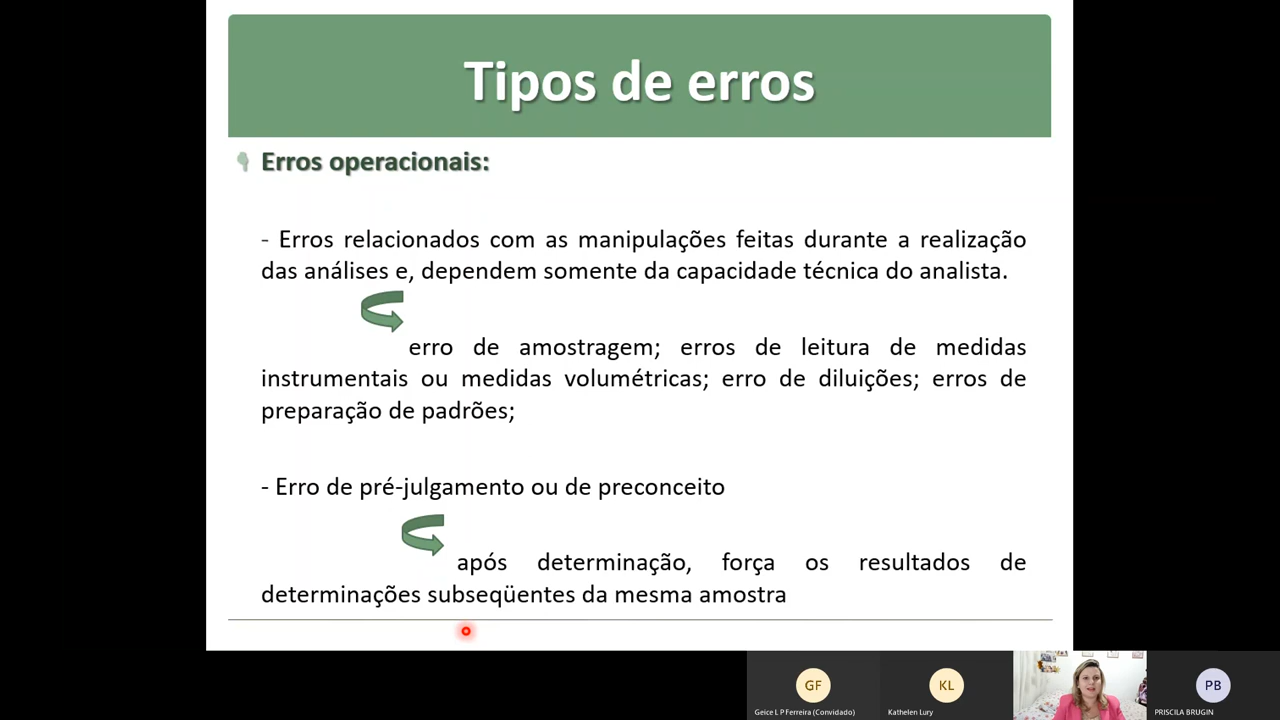 Tipos de erros
Erros operacionais:
- Erros relacionados com as manipulações feitas durante a realização
das análises e, dependem somente da capacidade técnica do analista.
erro de amostragem; erros de leitura de medidas
instrumentais ou medidas volumétricas; erro de diluições; erros de
preparação de padrões;
- Erro de pré-julgamento ou de preconceito
após determinação, força os resultados de
determinações subseqüentes da mesma amostra
GF
KL
PB
Geice L P Ferreira (Convidado)
Kathelen Lury
PRISCILA BRUGIN